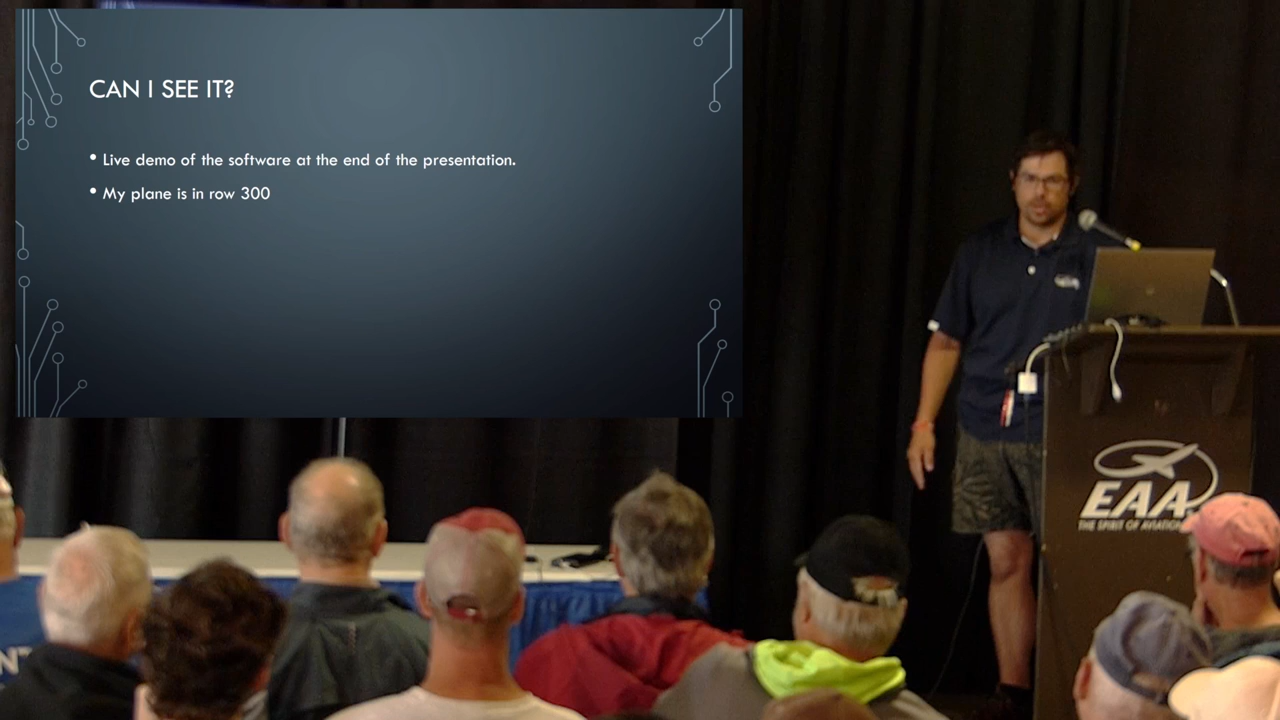 CAN I SEE IT?
• Live demo of the software at the end of the presentation.
• My plane is in row 300
EAA
THE SPIRIT OF AVIATION